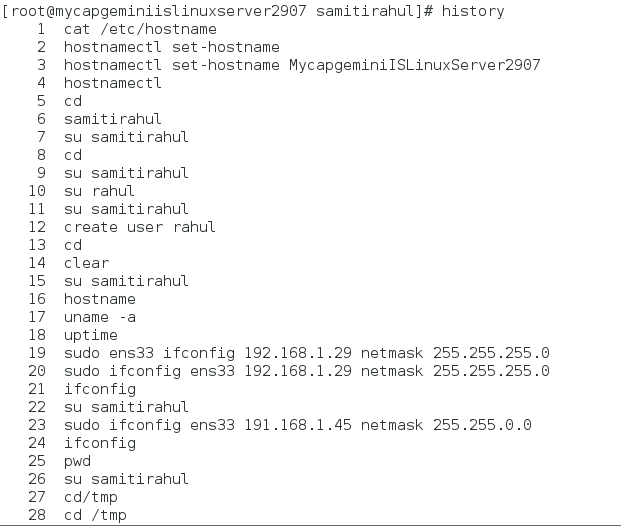 [root@mycapgeminiislinuxserver2907 samitirahul]# history
1 cat /etc/hostname
2 hostnamectl set-hostname
3 hostnamectl set-hostname MycapgeminiISLinuxServer2907
4 hostnamectl
5 cd
6 samitirahul
7 su samitirahul
8 cd
9 su samitirahul
10 su rahul
11 su samitirahul
12 create user rahul
13 cd
14 clear
15 su samitirahul
16 hostname
17 uname -a
18 uptime
19 sudo ens33 ifconfig 192.168.1.29 netmask 255.255.255.0
20 sudo ifconfig ens33 192.168.1.29 netmask 255.255.255.0
21 ifconfig
22 su samitirahul
23 sudo ifconfig ens33 191.168.1.45 netmask 255.255.0.0
24 ifconfig
25 pwd
26 su samitirahul
27 cd/tmp
28 cd /tmp